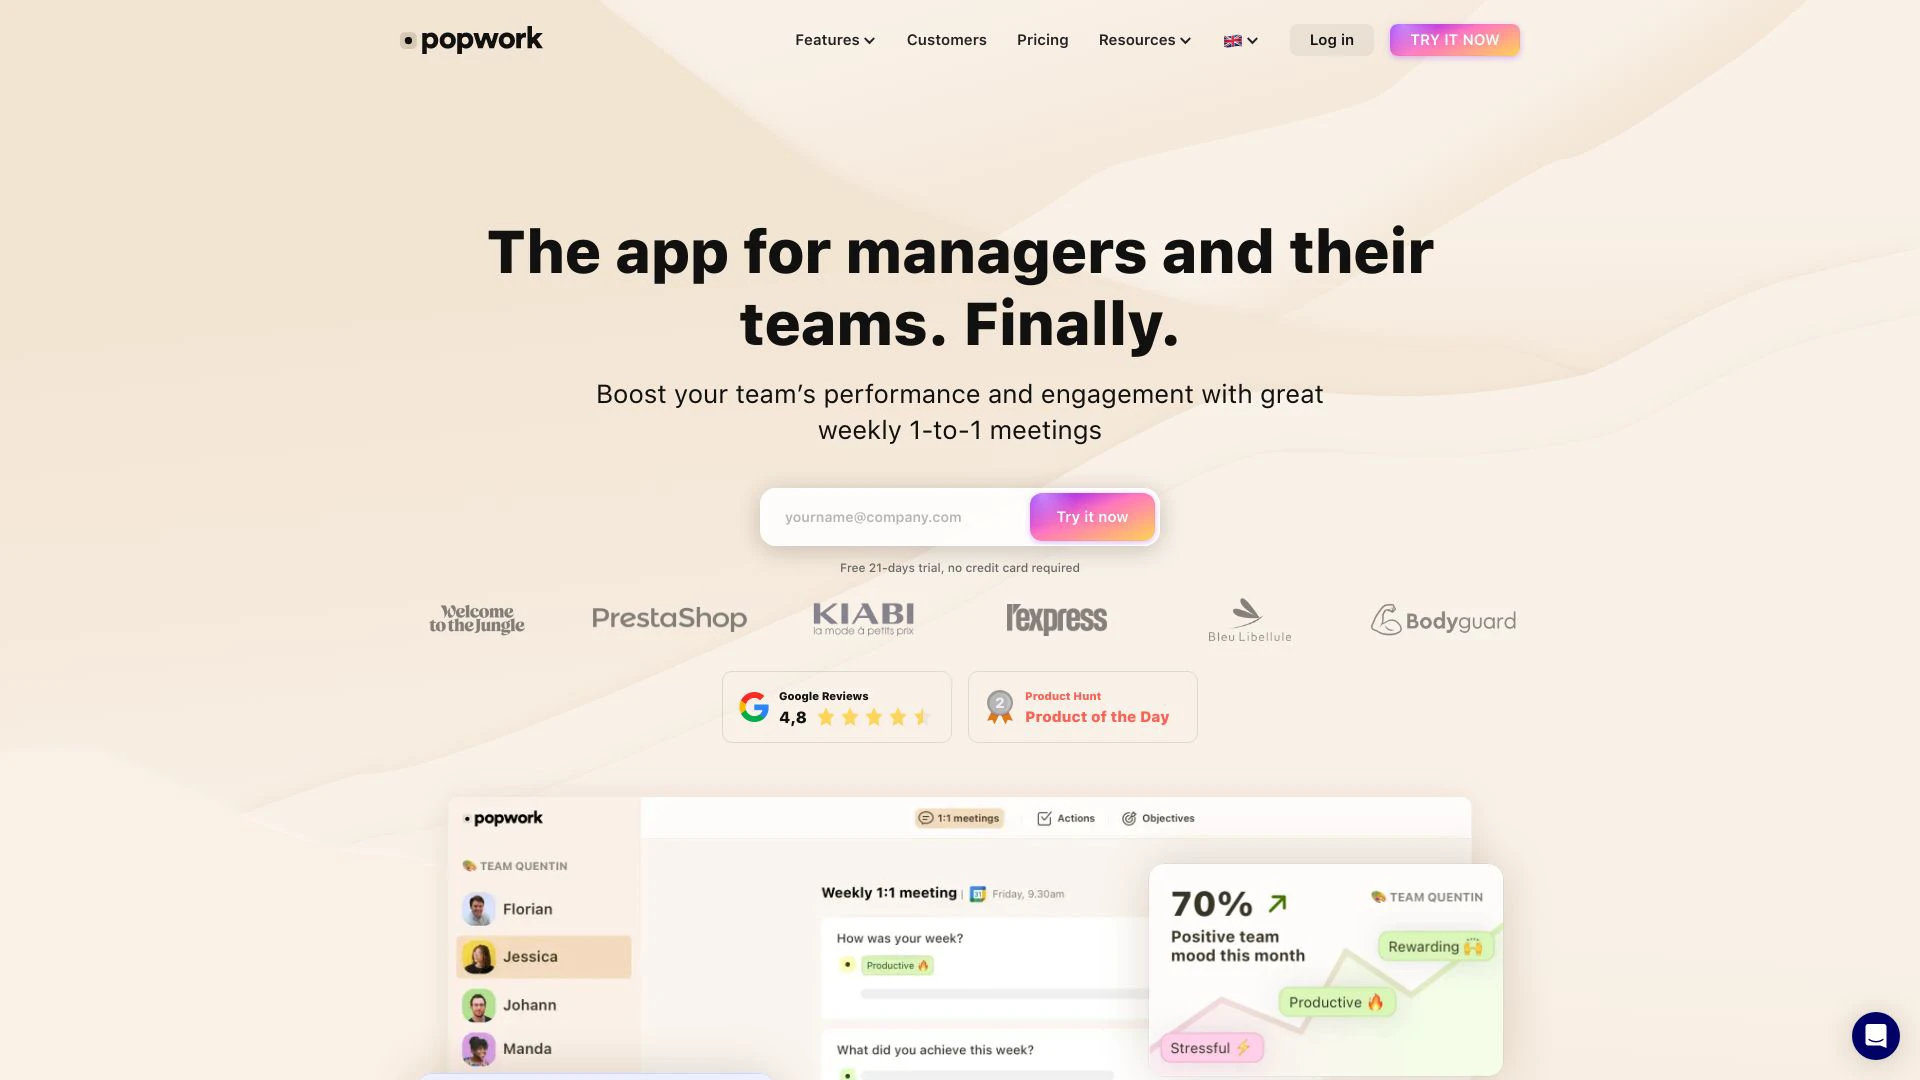 popwork
Features
Customers
Pricing
Resources
Log in
TRY IT NOW
The app for managers and their
teams. Finally.
Boost your team’s performance and engagement with great
weekly 1-to-1 meetings
yourname@company.com
Try it now
Free 21-days trial, no credit card required
Welcome
to the Jungle
PrestaShop
KIABI
la mode à petits prix
l'express
Bleu Libellule
Bodyguard
Google Reviews
4,8
2
Product Hunt
Product of the Day
popwork
1:1 meetings
Actions
Objectives
TEAM QUENTIN
Florian
Jessica
Johann
Manda
Weekly 1:1 meeting | 31 Friday, 9.30am
How was your week?
Productive 🔥
What did you achieve this week?
70%
TEAM QUENTIN
Positive team
mood this month
Rewarding 🙌
Productive 🔥
Stressful ⚡